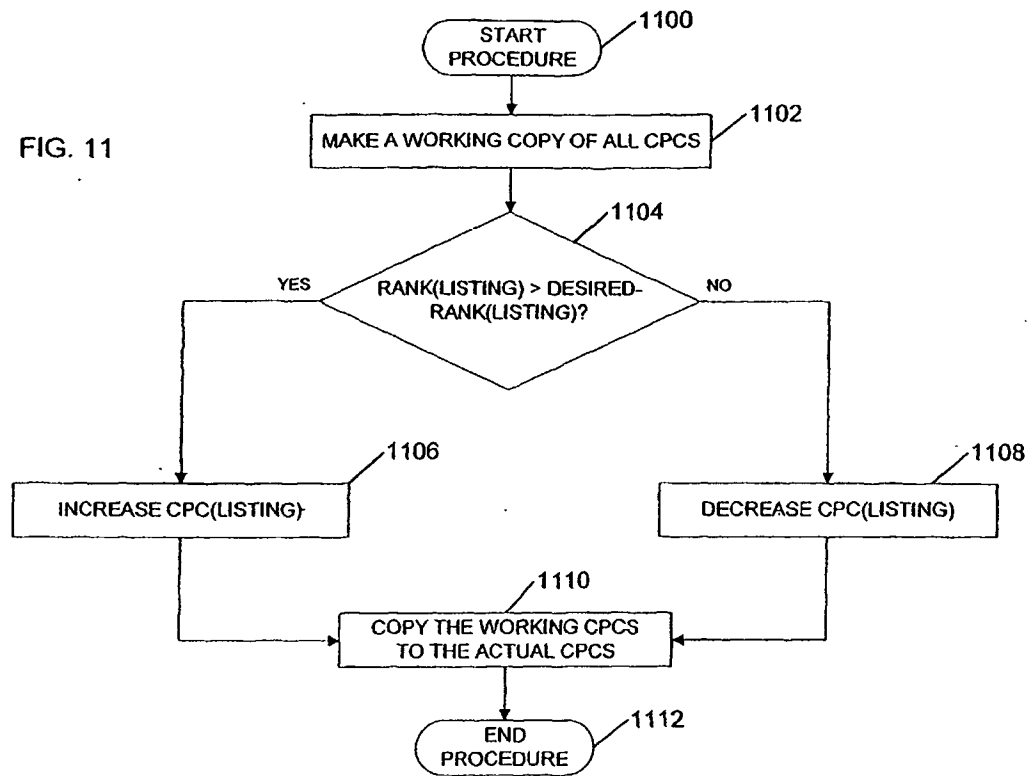 START
PROCEDURE
1100
MAKE A WORKING COPY OF ALL CPCS
1102
FIG. 11
1104
RANK(LISTING) > DESIRED-
RANK(LISTING)?
YES
NO
1106
INCREASE CPC(LISTING)
1108
DECREASE CPC(LISTING)
1110
COPY THE WORKING CPCS
TO THE ACTUAL CPCS
1112
END
PROCEDURE